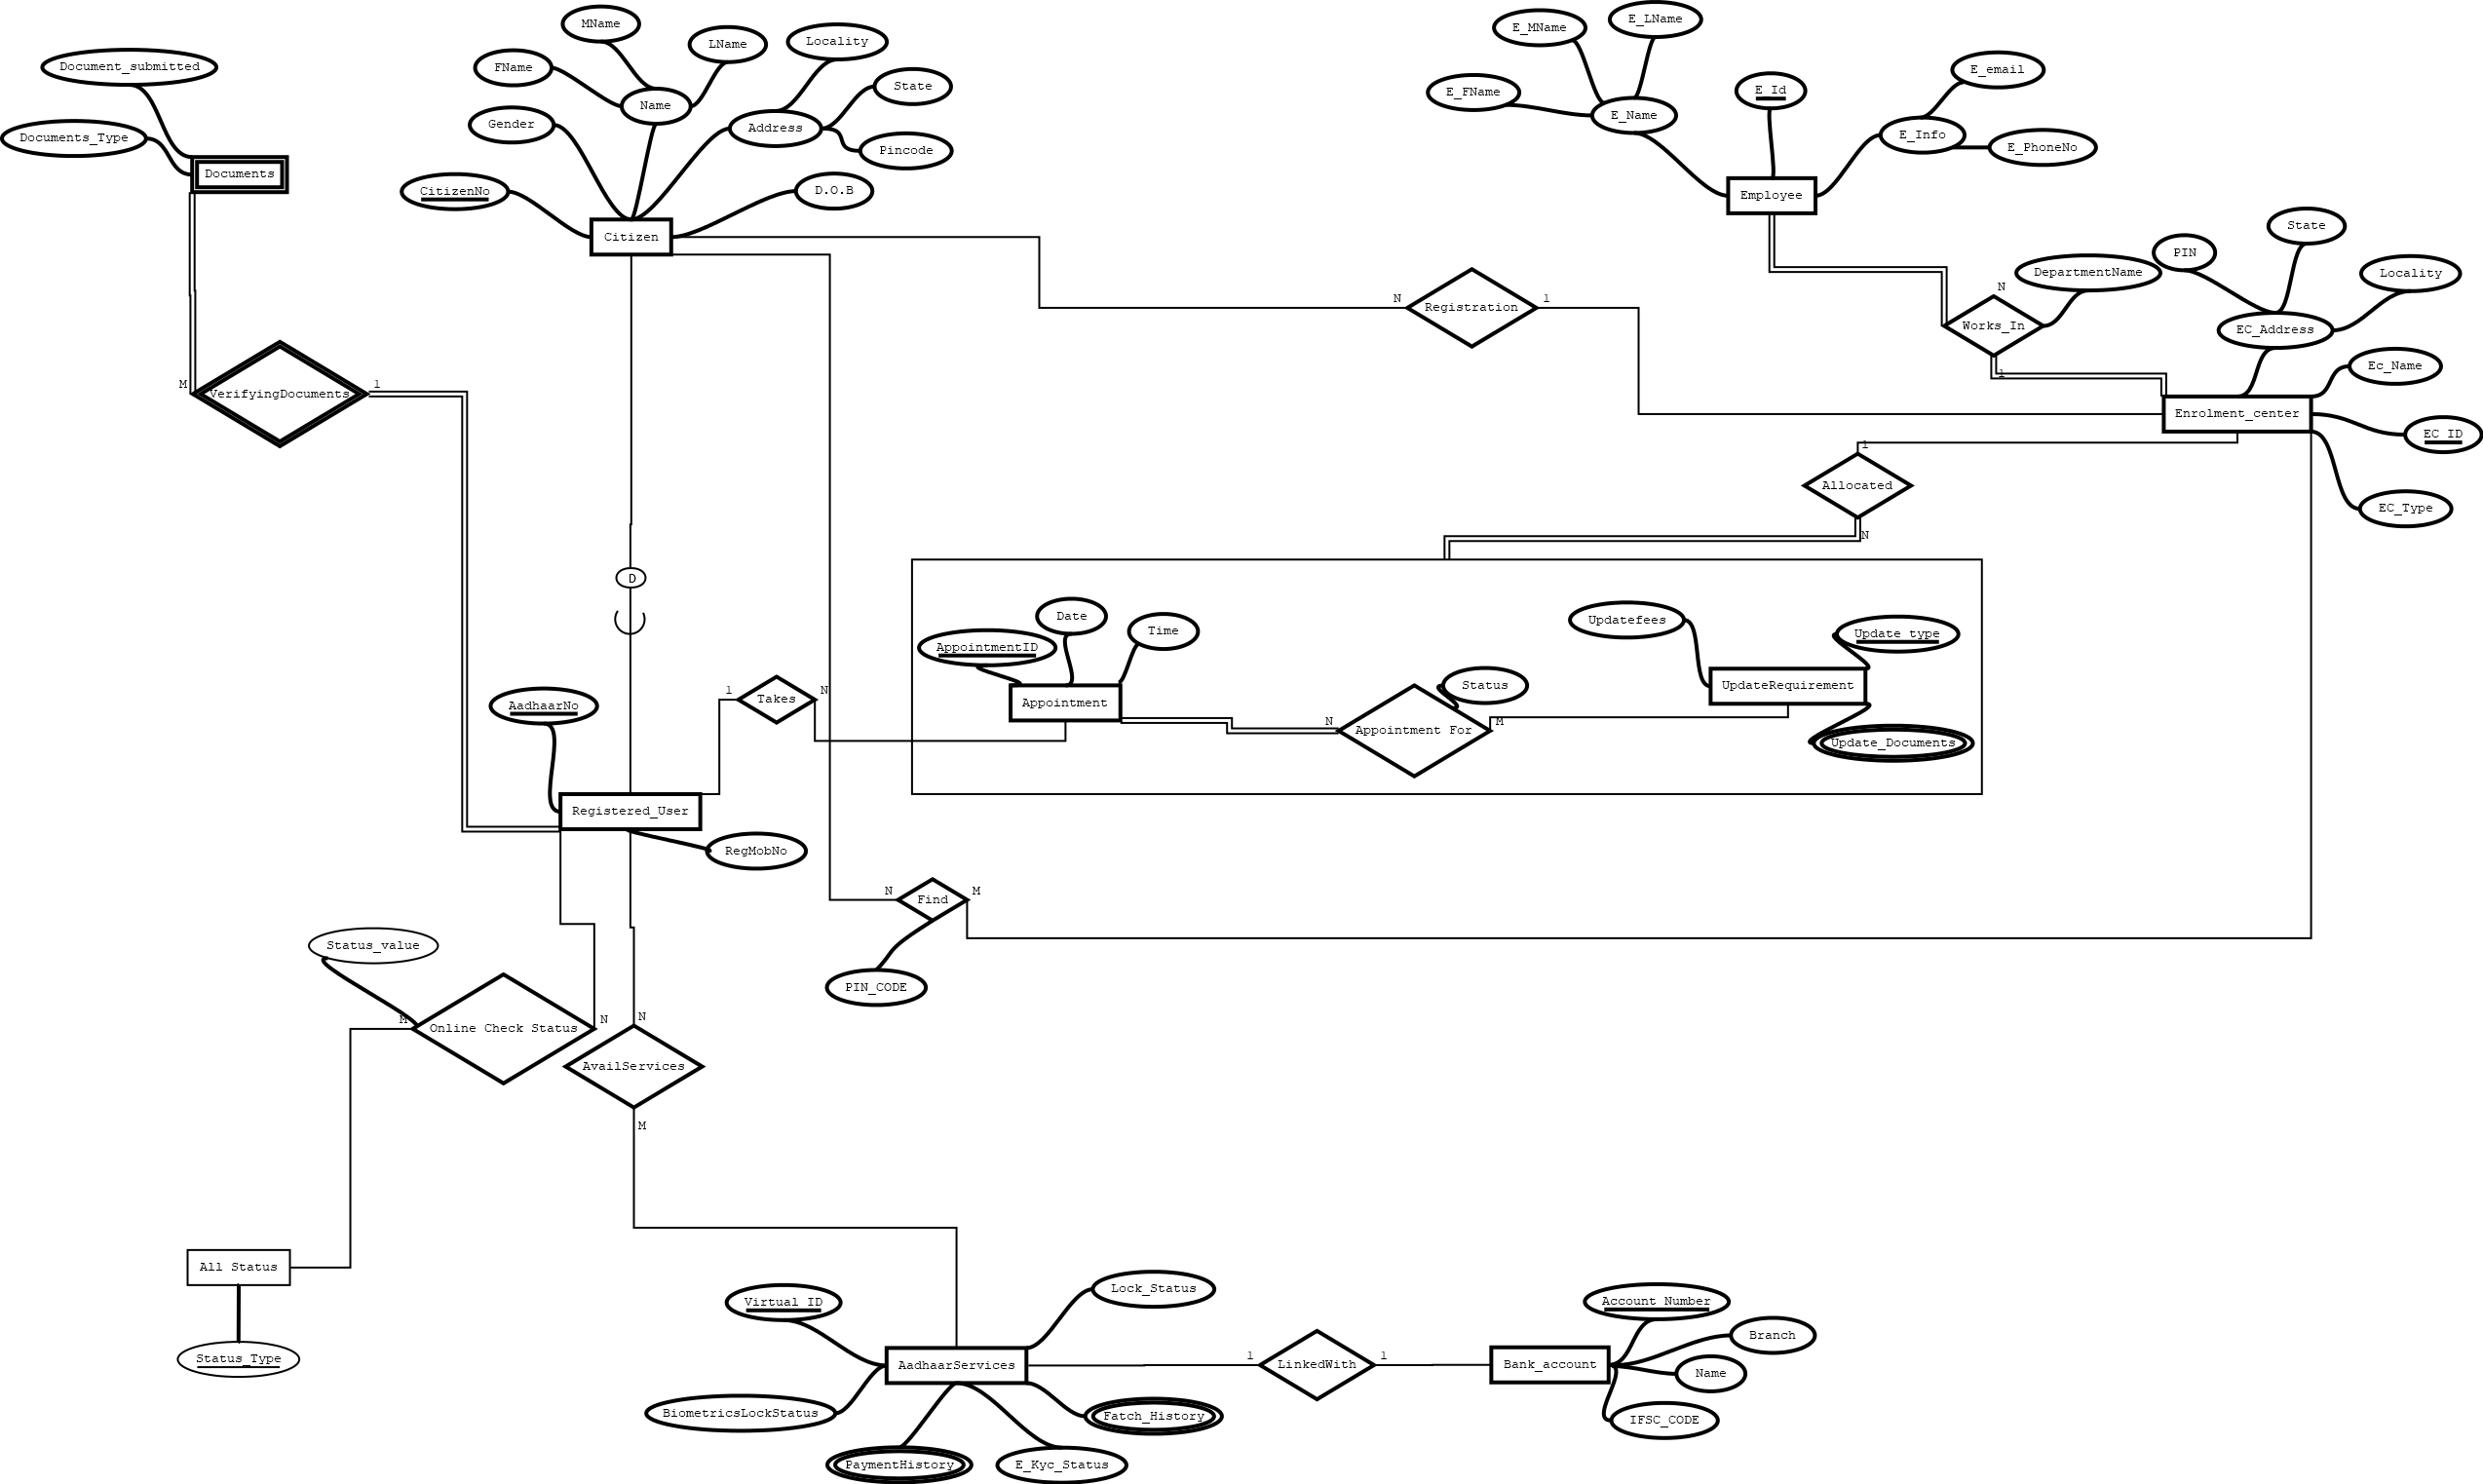 MName
E_LName
E_MName
Locality
LName
Document_submitted
FName
E_email
State
E_Id
E_FName
Name
E_Name
Gender
Address
E_Info
Documents_Type
E_PhoneNo
Pincode
Documents
CitizenNo
D.O.B
Employee
State
Citizen
PIN
DepartmentName
Locality
N
N
1
Registration
Works_In
EC_Address
Ec_Name
1
M
1
VerifyingDocuments
Enrolment_center
EC_ID
1
Allocated
EC_Type
N
D
Date
Updatefees
Time
Update_type
AppointmentID
Status
UpdateRequirement
1
N
Takes
Appointment
AadhaarNo
N
M
Appointment For
Update_Documents
Registered_User
RegMobNo
N
M
Find
Status_value
PIN_CODE
N
M
N
Online Check Status
AvailServices
M
All Status
Lock_Status
Virtual_ID
Account_Number
Branch
1
1
Status_Type
AadhaarServices
LinkedWith
Bank_account
Name
BiometricsLockStatus
Fatch_History
IFSC_CODE
PaymentHistory
E_Kyc_Status